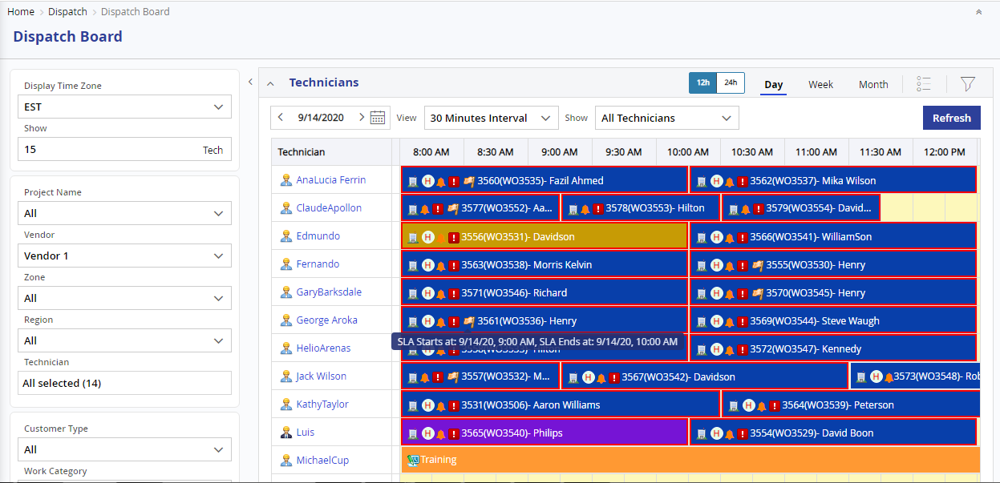 Home > Dispatch > Dispatch Board
Dispatch Board
Display Time Zone
EST
Show
15 Tech
Project Name
All
Vendor
Vendor 1
Zone
All
Region
All
Technician
All selected (14)
Customer Type
All
Work Category
Technicians
12h 24h Day Week Month
9/14/2020 View 30 Minutes Interval Show All Technicians Refresh
Technician 8:00 AM 8:30 AM 9:00 AM 9:30 AM 10:00 AM 10:30 AM 11:00 AM 11:30 AM 12:00 PM
AnaLucia Ferrin H ! 3560(WO3535)- Fazil Ahmed H ! 3562(WO3537)- Mika Wilson
ClaudeApollon ! 3577(WO3552)- Aa... ! 3578(WO3553)- Hilton ! 3579(WO3554)- David...
Edmundo H ! 3556(WO3531)- Davidson H ! 3566(WO3541)- WilliamSon
Fernando H ! 3563(WO3538)- Morris Kelvin H ! 3555(WO3530)- Henry
GaryBarksdale H ! 3571(WO3546)- Richard H ! 3570(WO3545)- Henry
George Aroka H ! 3561(WO3536)- Henry H ! 3569(WO3544)- Steve Waugh
SLA Starts at: 9/14/20, 9:00 AM, SLA Ends at: 9/14/20, 10:00 AM
HelioArenas H ! H ! 3572(WO3547)- Kennedy
Jack Wilson ! 3557(WO3532)- M... H ! 3567(WO3542)- Davidson H 3573(WO3548)- Rob
KathyTaylor H ! 3531(WO3506)- Aaron Williams H ! 3564(WO3539)- Peterson
Luis H ! 3565(WO3540)- Philips H ! 3554(WO3529)- David Boon
MichaelCup Training